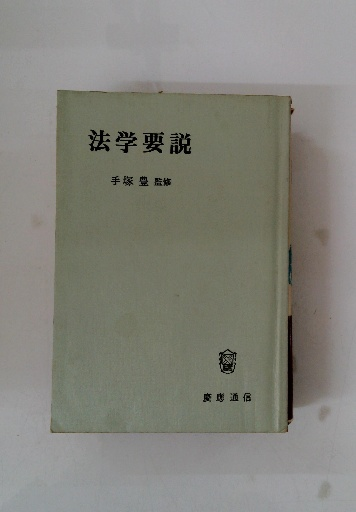 法学要説
手塚豊 監修
慶應通信